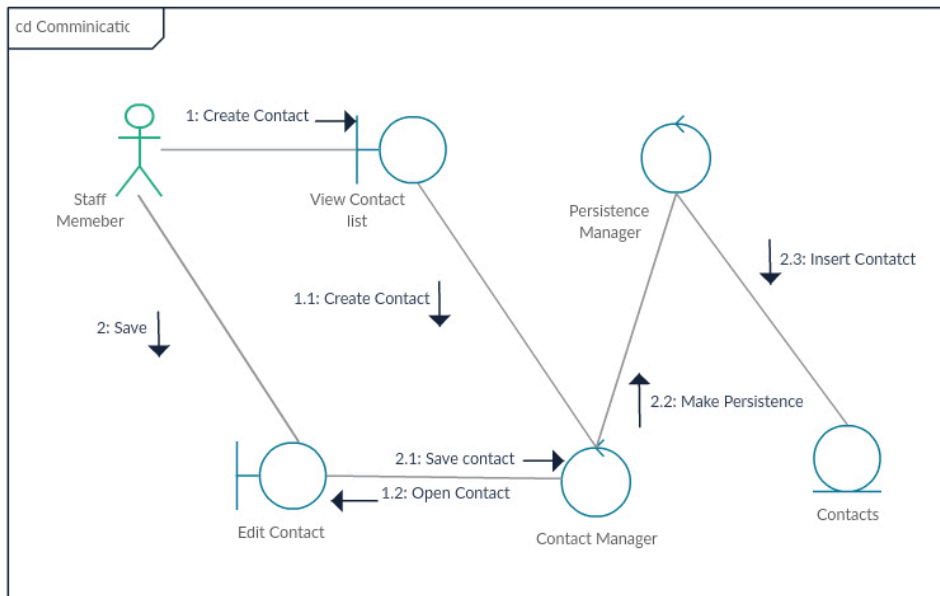 cd Comminicatic
1: Create Contact
Staff
Memeber
View Contact
list
Persistence
Manager
2.3: Insert Contatct
1.1: Create Contact
2: Save
2.2: Make Persistence
2.1: Save contact
1.2: Open Contact
Edit Contact
Contact Manager
Contacts